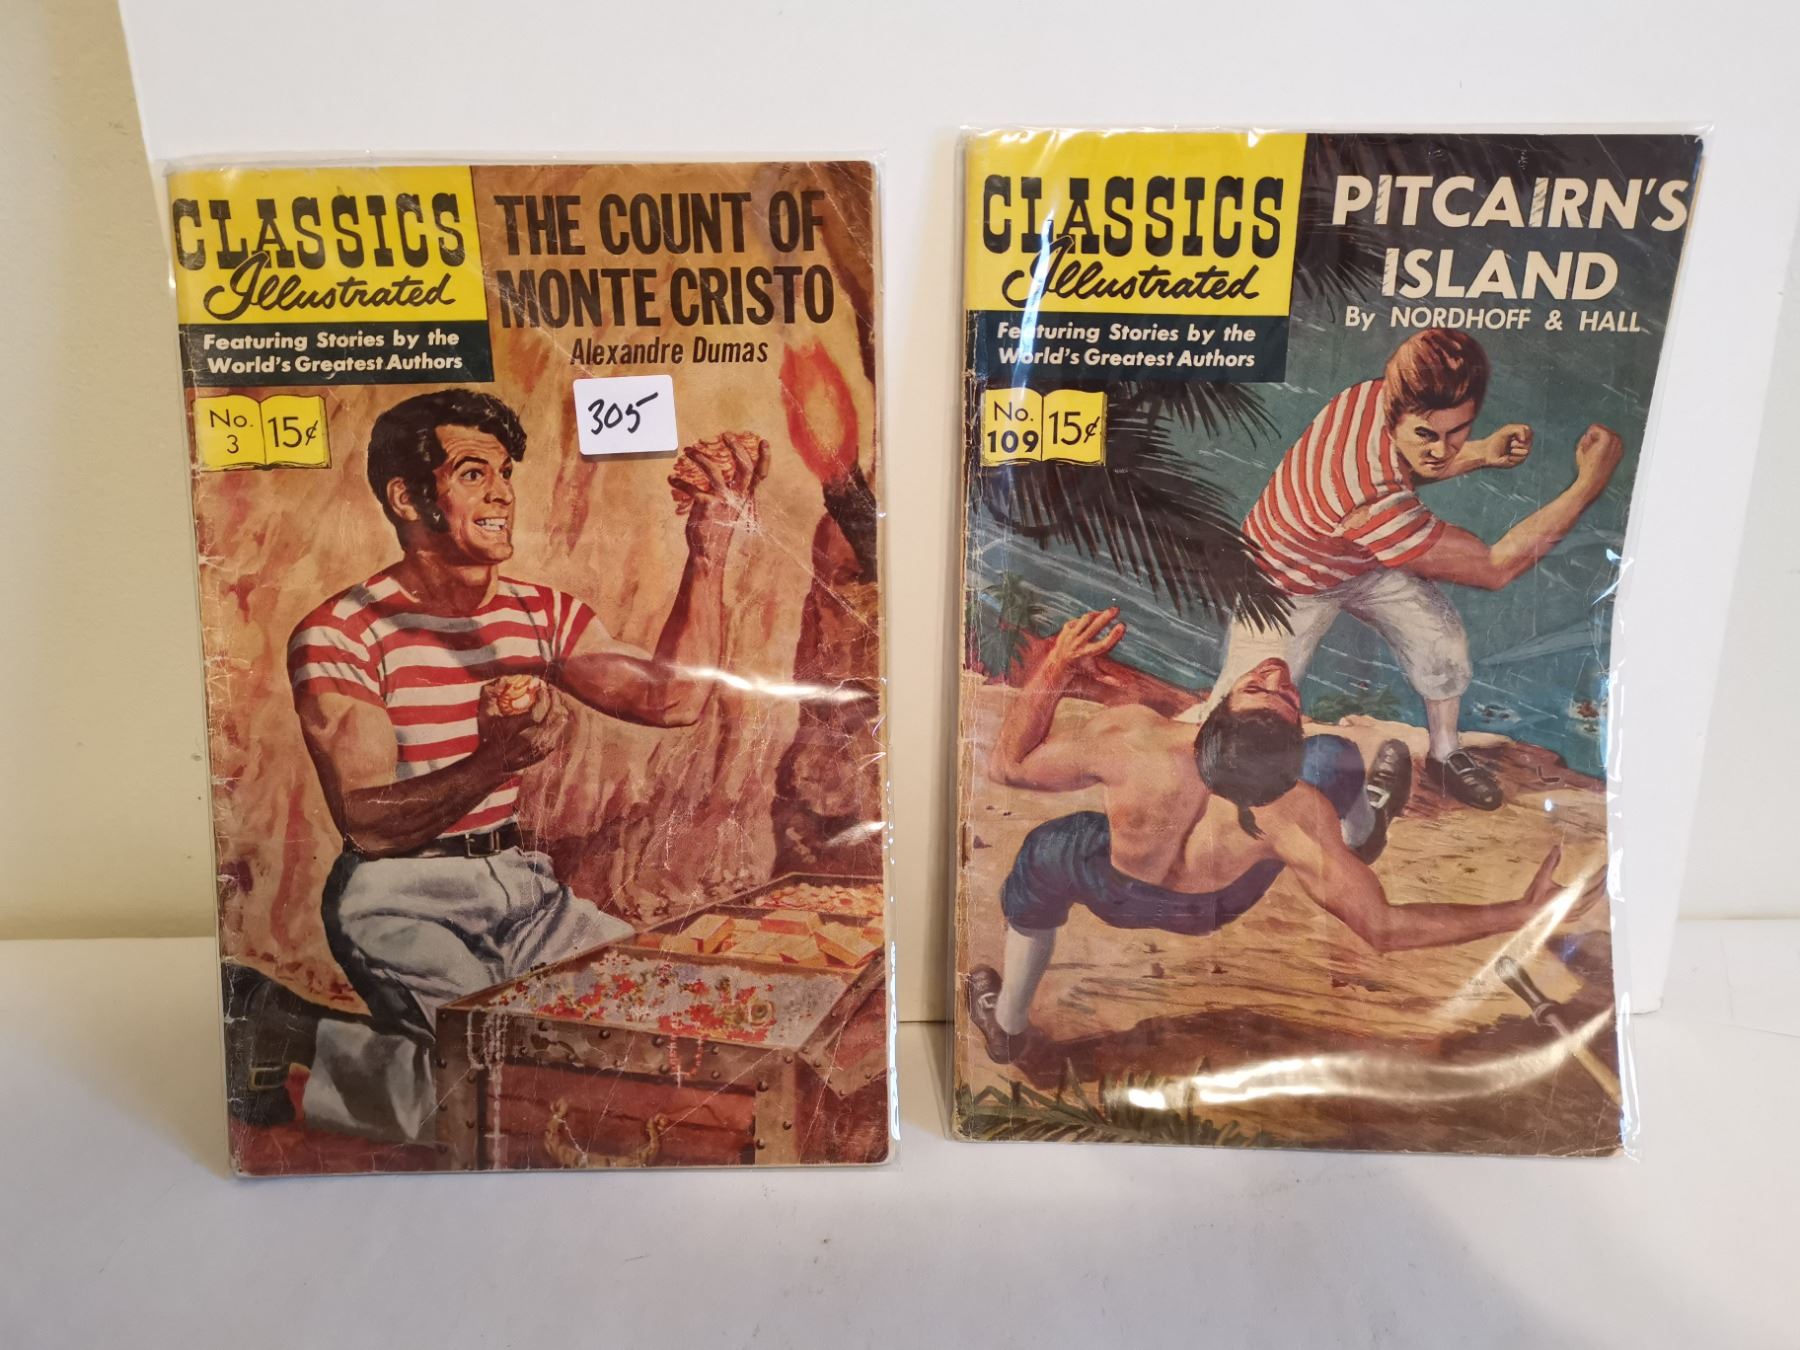 CLASSICS
Illustrated
Featuring Stories by the
World's Greatest Authors
No.
3
15¢
THE COUNT OF
MONTE CRISTO
Alexandre Dumas
305
CLASSICS
Illustrated
Featuring Stories by the
World's Greatest Authors
No.
109
15¢
PITCAIRN'S
ISLAND
By NORDHOFF & HALL